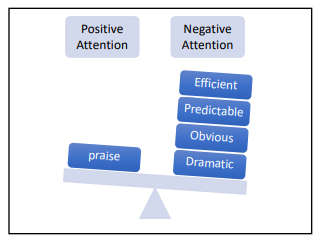 Positive
Attention
Negative
Attention
Efficient
Predictable
Obvious
Dramatic
praise